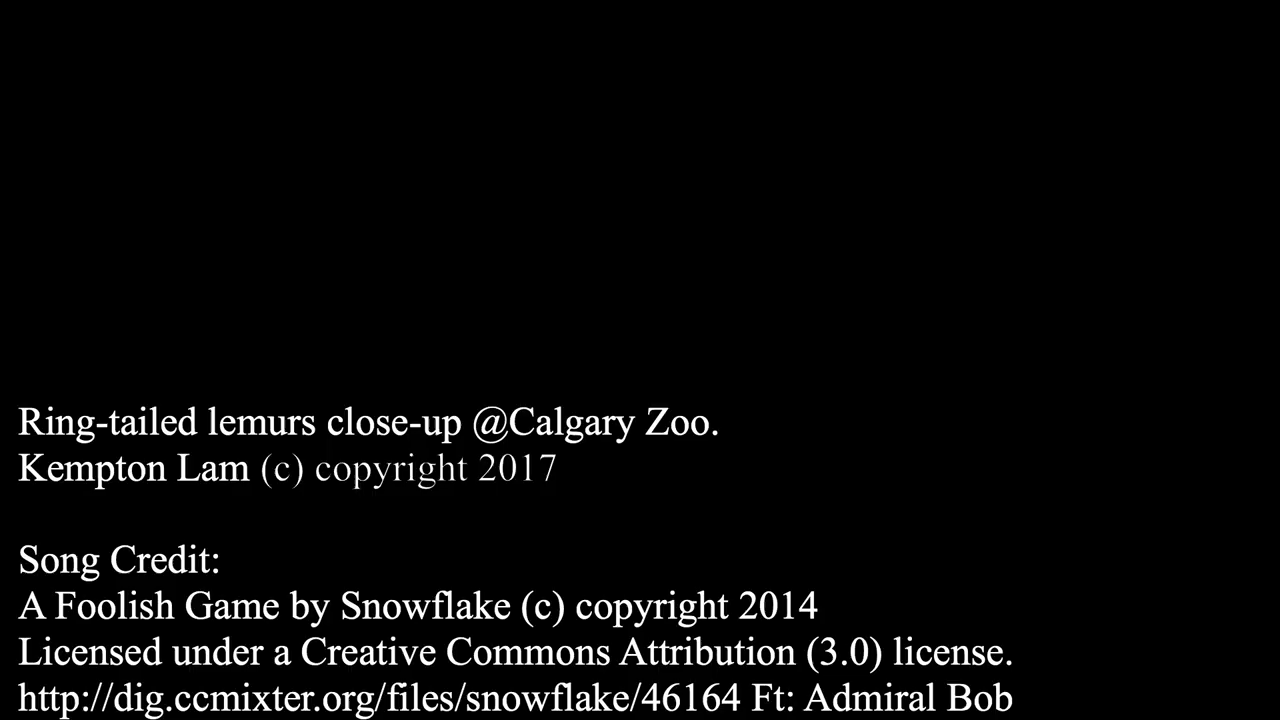 Ring-tailed lemurs close-up @Calgary Zoo.
Kempton Lam (c) copyright 2017
Song Credit:
A Foolish Game by Snowflake (c) copyright 2014
Licensed under a Creative Commons Attribution (3.0) license.
http://dig.ccmixter.org/files/snowflake/46164 Ft: Admiral Bob